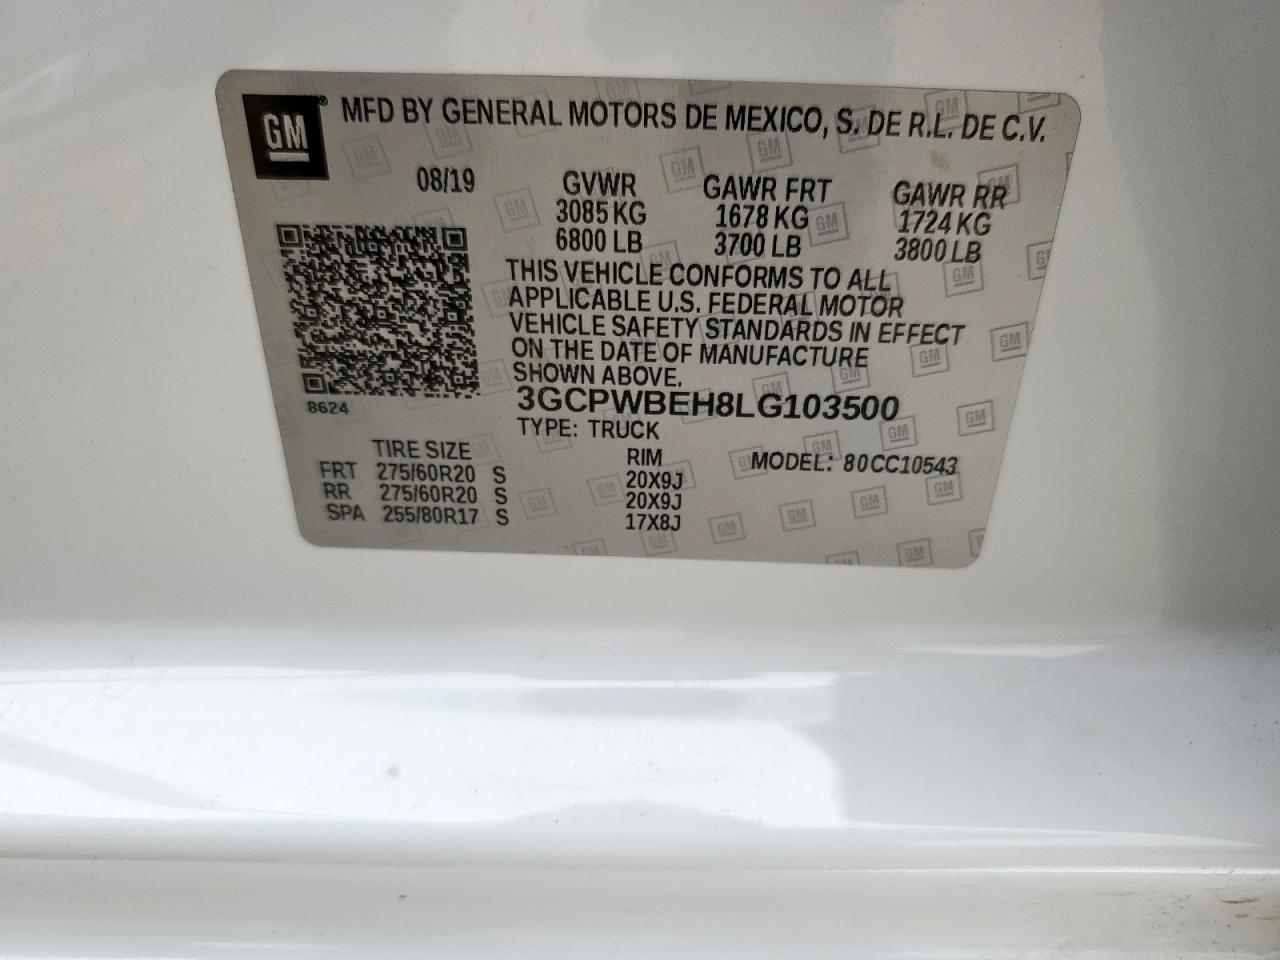 GM® MFD BY GENERAL MOTORS DE MEXICO, S. DE R.L. DE C.V.
08/19 GVWR GAWR FRT GAWR RR
3085 KG 1678 KG 1724 KG
6800 LB 3700 LB 3800 LB
THIS VEHICLE CONFORMS TO ALL
APPLICABLE U.S. FEDERAL MOTOR
VEHICLE SAFETY STANDARDS IN EFFECT
ON THE DATE OF MANUFACTURE
SHOWN ABOVE.
8624 3GCPWBEH8LG103500
TYPE: TRUCK
TIRE SIZE RIM MODEL: 80CC10543
FRT 275/60R20 S 20X9J
RR 275/60R20 S 20X9J
SPA 255/80R17 S 17X8J